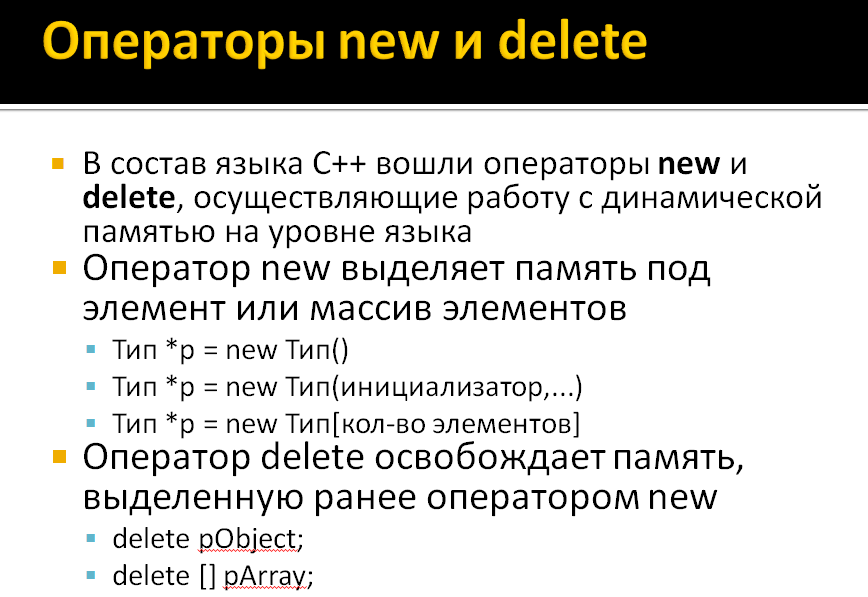 Операторы new и delete
В состав языка C++ вошли операторы new и
delete, осуществляющие работу с динамической
памятью на уровне языка
Оператор new выделяет память под
элемент или массив элементов
Тип *p = new Тип()
Тип *p = new Тип(инициализатор,...)
Тип *p = new Тип[кол-во элементов]
Оператор delete освобождает память,
выделенную ранее оператором new
delete pObject;
delete [] pArray;